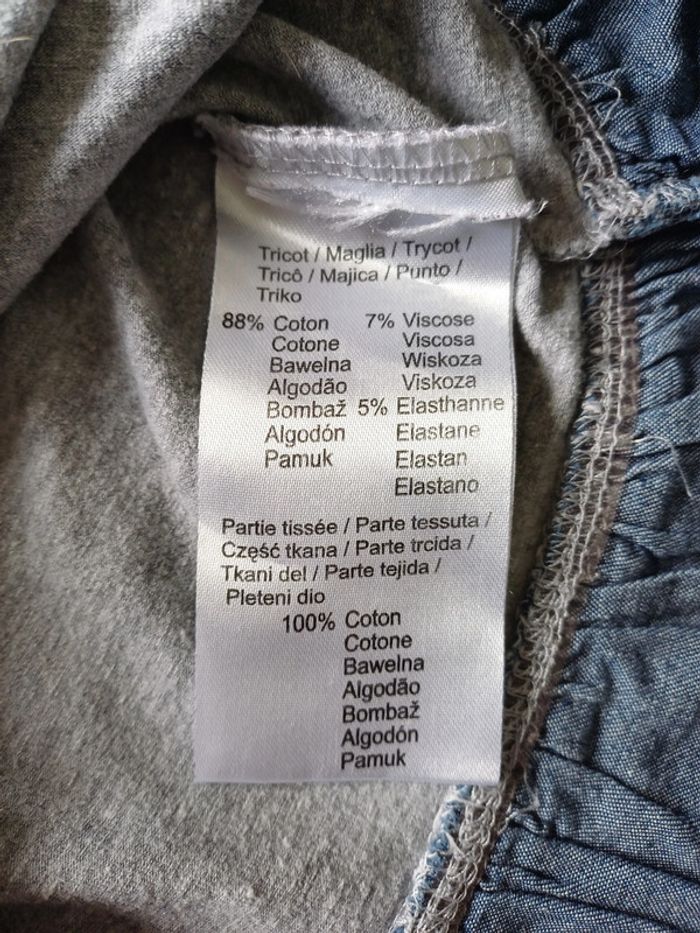 Tricot / Maglia / Trycot /
Tricô / Majica / Punto /
Triko
88% Coton 7% Viscose
Cotone Viscosa
Bawelna Wiskoza
Algodão Viskoza
Bombaž 5% Elasthanne
Algodón Elastane
Pamuk Elastan
Elastano
Partie tissée / Parte tessuta /
Część tkana / Parte trcida /
Tkani del / Parte tejida /
Pleteni dio
100% Coton
Cotone
Bawelna
Algodão
Bombaž
Algodón
Pamuk